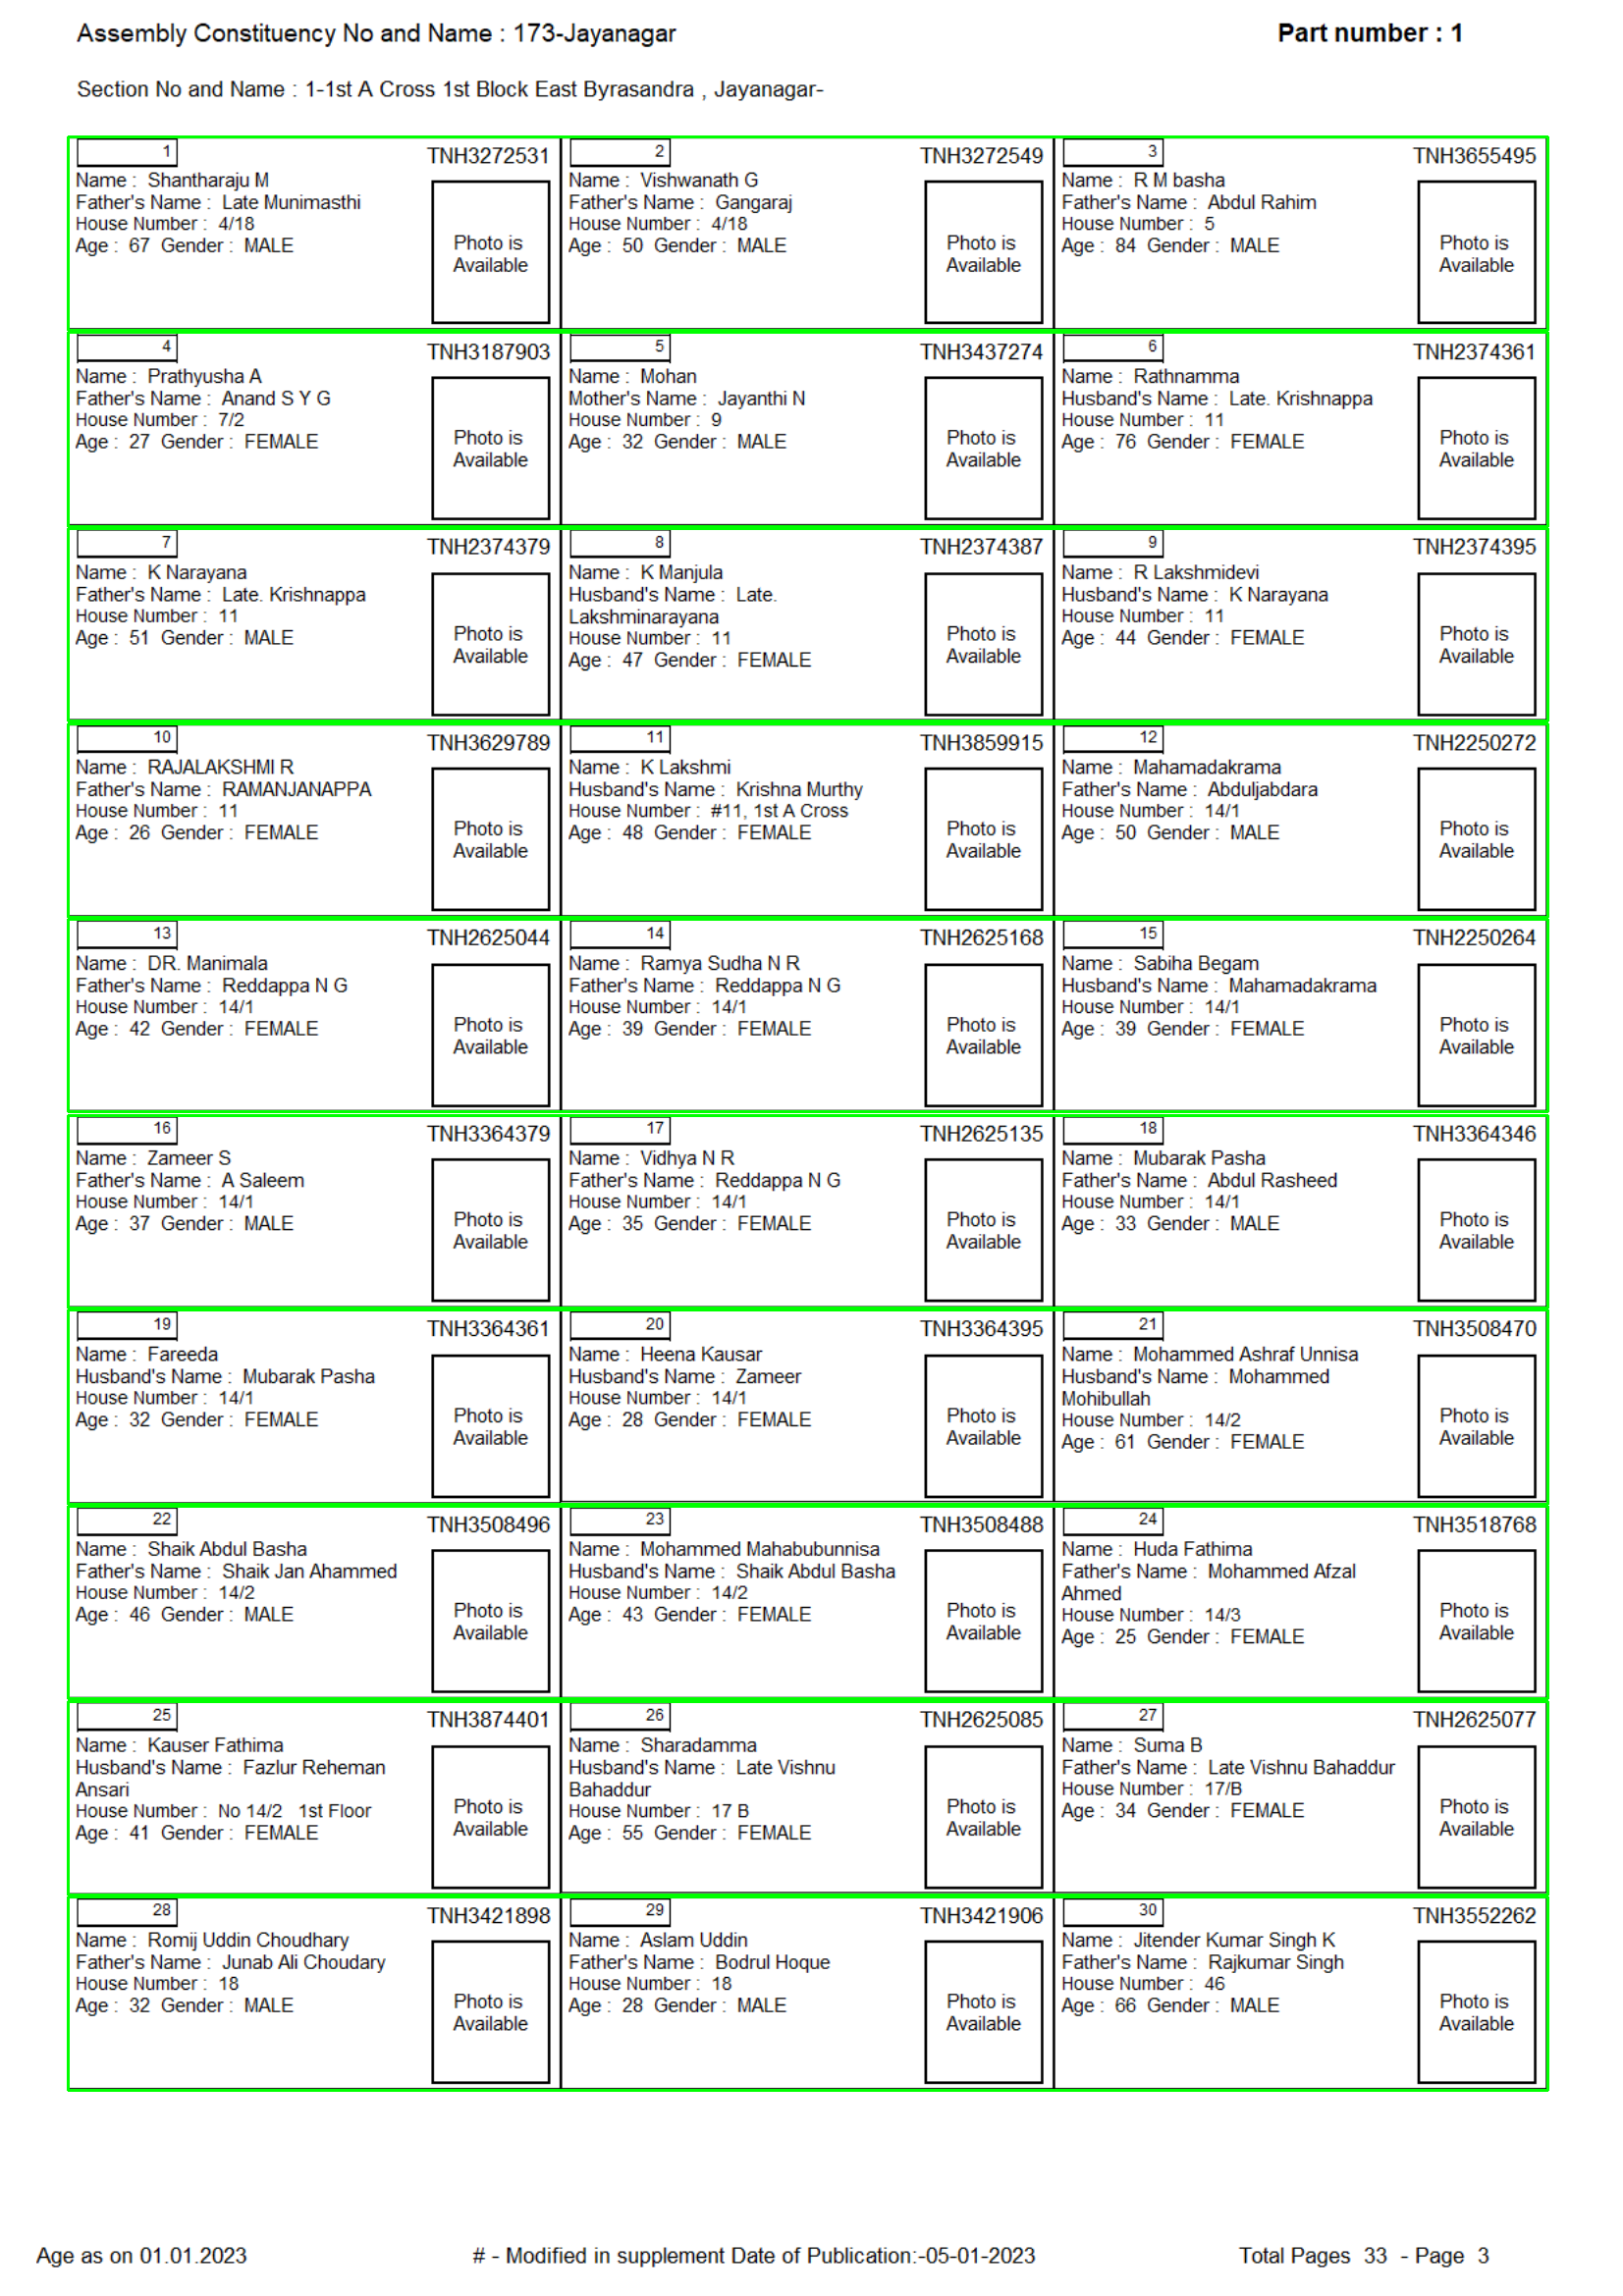 Assembly Constituency No and Name : 173-Jayanagar
Part number : 1
Section No and Name : 1-1st A Cross 1st Block East Byrasandra , Jayanagar-
1
TNH3272531
Name : Shantharaju M
Father's Name : Late Munimasthi
House Number : 4/18
Age : 67 Gender : MALE
Photo is
Available
2
TNH3272549
Name : Vishwanath G
Father's Name : Gangaraj
House Number : 4/18
Age : 50 Gender : MALE
Photo is
Available
3
TNH3655495
Name : R M basha
Father's Name : Abdul Rahim
House Number : 5
Age : 84 Gender : MALE
Photo is
Available
4
TNH3187903
Name : Prathyusha A
Father's Name : Anand S Y G
House Number : 7/2
Age : 27 Gender : FEMALE
Photo is
Available
5
TNH3437274
Name : Mohan
Mother's Name : Jayanthi N
House Number : 9
Age : 32 Gender : MALE
Photo is
Available
6
TNH2374361
Name : Rathnamma
Husband's Name : Late. Krishnappa
House Number : 11
Age : 76 Gender : FEMALE
Photo is
Available
7
TNH2374379
Name : K Narayana
Father's Name : Late. Krishnappa
House Number : 11
Age : 51 Gender : MALE
Photo is
Available
8
TNH2374387
Name : K Manjula
Husband's Name : Late.
Lakshminarayana
House Number : 11
Age : 47 Gender : FEMALE
Photo is
Available
9
TNH2374395
Name : R Lakshmidevi
Husband's Name : K Narayana
House Number : 11
Age : 44 Gender : FEMALE
Photo is
Available
10
TNH3629789
Name : RAJALAKSHMI R
Father's Name : RAMANJANAPPA
House Number : 11
Age : 26 Gender : FEMALE
Photo is
Available
11
TNH3859915
Name : K Lakshmi
Husband's Name : Krishna Murthy
House Number : #11, 1st A Cross
Age : 48 Gender : FEMALE
Photo is
Available
12
TNH2250272
Name : Mahamadakrama
Father's Name : Abduljabdara
House Number : 14/1
Age : 50 Gender : MALE
Photo is
Available
13
TNH2625044
Name : DR. Manimala
Father's Name : Reddappa N G
House Number : 14/1
Age : 42 Gender : FEMALE
Photo is
Available
14
TNH2625168
Name : Ramya Sudha N R
Father's Name : Reddappa N G
House Number : 14/1
Age : 39 Gender : FEMALE
Photo is
Available
15
TNH2250264
Name : Sabiha Begam
Husband's Name : Mahamadakrama
House Number : 14/1
Age : 39 Gender : FEMALE
Photo is
Available
16
TNH3364379
Name : Zameer S
Father's Name : A Saleem
House Number : 14/1
Age : 37 Gender : MALE
Photo is
Available
17
TNH2625135
Name : Vidhya N R
Father's Name : Reddappa N G
House Number : 14/1
Age : 35 Gender : FEMALE
Photo is
Available
18
TNH3364346
Name : Mubarak Pasha
Father's Name : Abdul Rasheed
House Number : 14/1
Age : 33 Gender : MALE
Photo is
Available
19
TNH3364361
Name : Fareeda
Husband's Name : Mubarak Pasha
House Number : 14/1
Age : 32 Gender : FEMALE
Photo is
Available
20
TNH3364395
Name : Heena Kausar
Husband's Name : Zameer
House Number : 14/1
Age : 28 Gender : FEMALE
Photo is
Available
21
TNH3508470
Name : Mohammed Ashraf Unnisa
Husband's Name : Mohammed
Mohibullah
House Number : 14/2
Age : 61 Gender : FEMALE
Photo is
Available
22
TNH3508496
Name : Shaik Abdul Basha
Father's Name : Shaik Jan Ahammed
House Number : 14/2
Age : 46 Gender : MALE
Photo is
Available
23
TNH3508488
Name : Mohammed Mahabubunnisa
Husband's Name : Shaik Abdul Basha
House Number : 14/2
Age : 43 Gender : FEMALE
Photo is
Available
24
TNH3518768
Name : Huda Fathima
Father's Name : Mohammed Afzal
Ahmed
House Number : 14/3
Age : 25 Gender : FEMALE
Photo is
Available
25
TNH3874401
Name : Kauser Fathima
Husband's Name : Fazlur Reheman
Ansari
House Number : No 14/2 1st Floor
Age : 41 Gender : FEMALE
Photo is
Available
26
TNH2625085
Name : Sharadamma
Husband's Name : Late Vishnu
Bahaddur
House Number : 17 B
Age : 55 Gender : FEMALE
Photo is
Available
27
TNH2625077
Name : Suma B
Father's Name : Late Vishnu Bahaddur
House Number : 17/B
Age : 34 Gender : FEMALE
Photo is
Available
28
TNH3421898
Name : Romij Uddin Choudhary
Father's Name : Junab Ali Choudary
House Number : 18
Age : 32 Gender : MALE
Photo is
Available
29
TNH3421906
Name : Aslam Uddin
Father's Name : Bodrul Hoque
House Number : 18
Age : 28 Gender : MALE
Photo is
Available
30
TNH3552262
Name : Jitender Kumar Singh K
Father's Name : Rajkumar Singh
House Number : 46
Age : 66 Gender : MALE
Photo is
Available
Age as on 01.01.2023
# - Modified in supplement Date of Publication:-05-01-2023
Total Pages 33 - Page 3